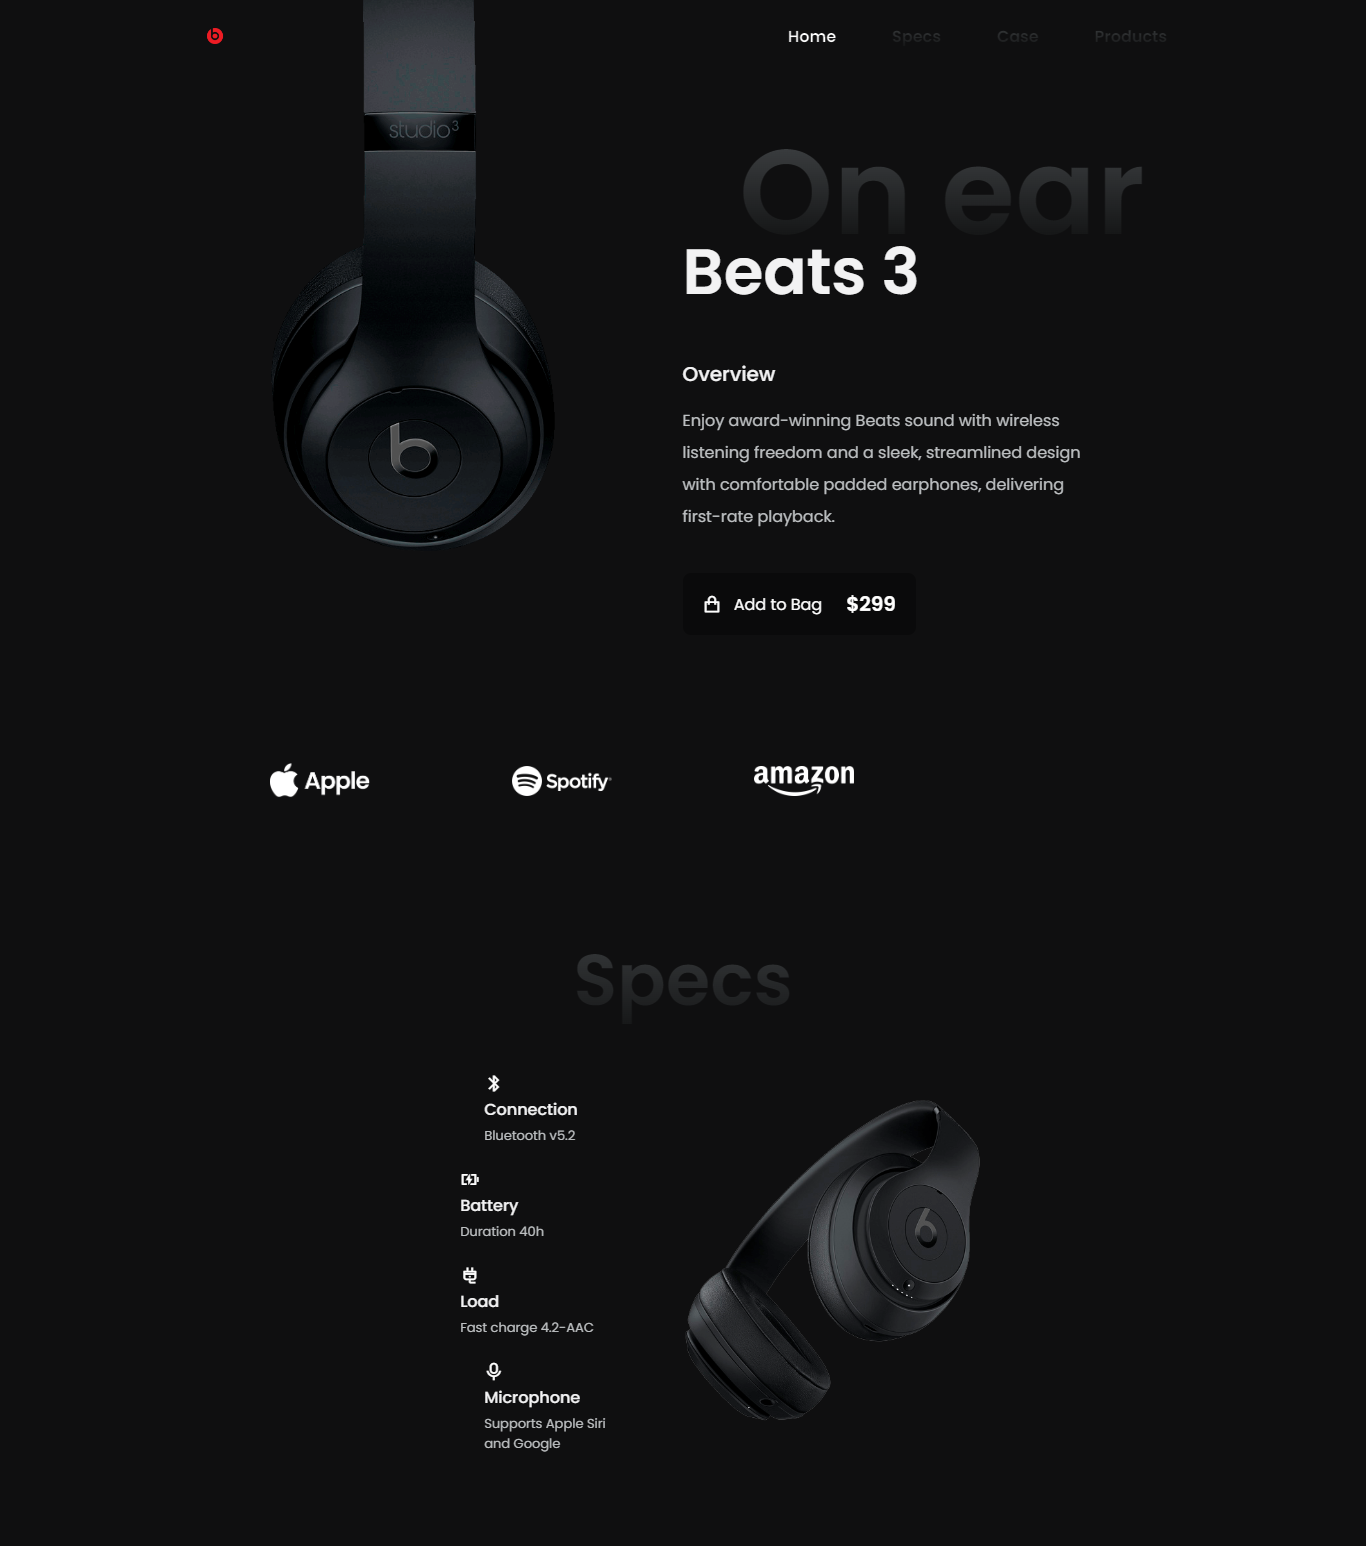 Home Specs Case Products
studio3
On ear
Beats 3
Overview
Enjoy award-winning Beats sound with wireless
listening freedom and a sleek, streamlined design
with comfortable padded earphones, delivering
first-rate playback.
Add to Bag $299
Apple Spotify amazon
Specs
Connection
Bluetooth v5.2
Battery
Duration 40h
Load
Fast charge 4.2-AAC
Microphone
Supports Apple Siri
and Google